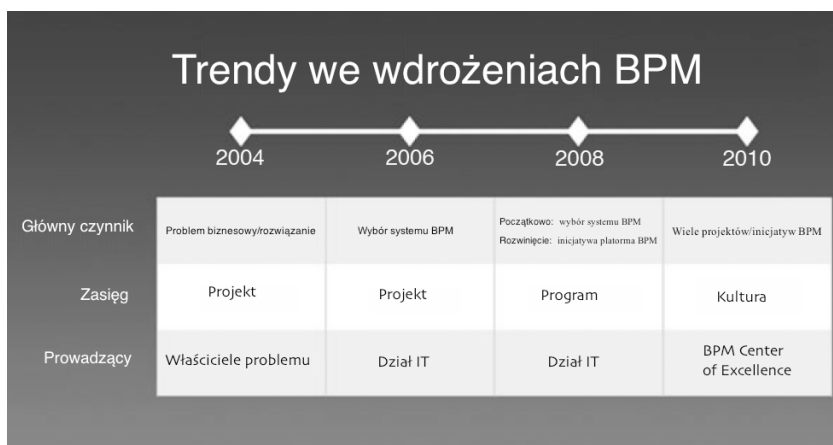 Trendy we wdrożeniach BPM
2004 2006 2008 2010
Główny czynnik Problem biznesowy/rozwiązanie Wybór systemu BPM Początkowo: wybór systemu BPM Wiele projektów/inicjatyw BPM
Rozwinięcie: inicjatywa platorma BPM
Zasięg Projekt Projekt Program Kultura
Prowadzący Właściciele problemu Dział IT Dział IT BPM Center
of Excellence